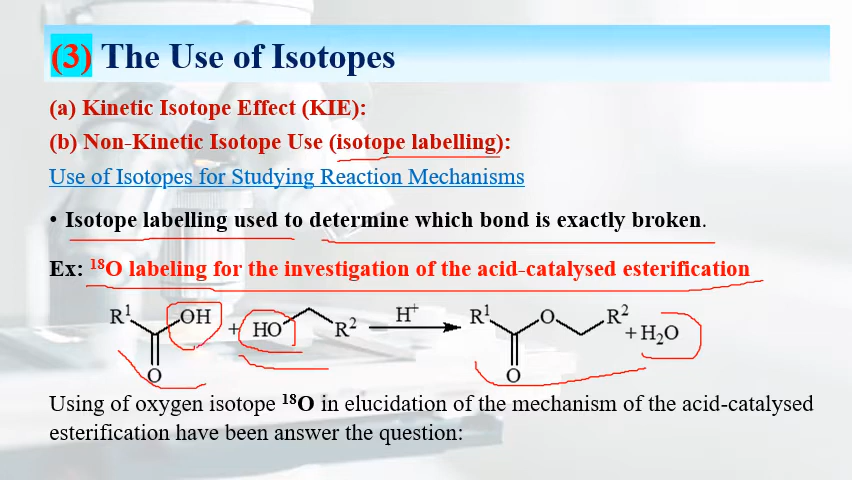 (3) The Use of Isotopes
(a) Kinetic Isotope Effect (KIE):
(b) Non-Kinetic Isotope Use (isotope labelling):
Use of Isotopes for Studying Reaction Mechanisms
• Isotope labelling used to determine which bond is exactly broken.
Ex: ¹⁸O labeling for the investigation of the acid-catalysed esterification
R¹ OH + HO R² H⁺ R¹ O R² + H₂O
O O
Using of oxygen isotope ¹⁸O in elucidation of the mechanism of the acid-catalysed
esterification have been answer the question: